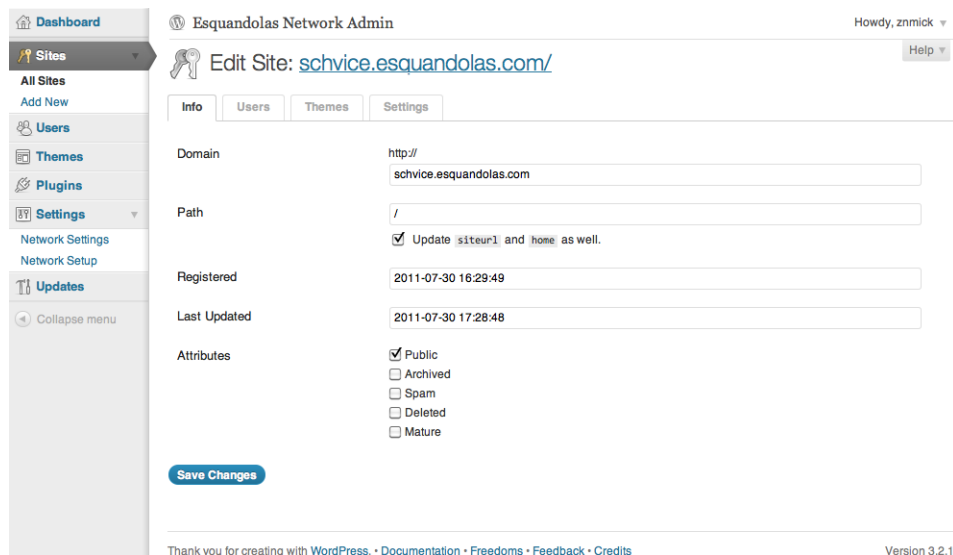 Dashboard
Sites
All Sites
Add New
Users
Themes
Plugins
Settings
Network Settings
Network Setup
Updates
Collapse menu
Esquandolas Network Admin
Howdy, znmick
Help
Edit Site: schvice.esquandolas.com/
Info Users Themes Settings
Domain
http://
schvice.esquandolas.com
Path
/
Update siteurl and home as well.
Registered
2011-07-30 16:29:49
Last Updated
2011-07-30 17:28:48
Attributes
Public
Archived
Spam
Deleted
Mature
Save Changes
Thank you for creating with WordPress. • Documentation • Freedoms • Feedback • Credits
Version 3.2.1